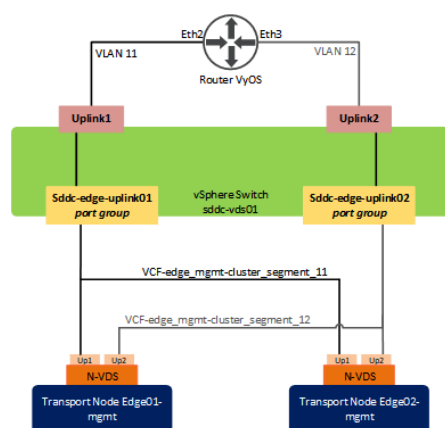 Eth2
Eth3
VLAN 11
VLAN 12
Router VyOS
Uplink1
Uplink2
Sddc-edge-uplink01
port group
vSphere Switch
sddc-vds01
Sddc-edge-uplink02
port group
VCF-edge_mgmt-cluster_segment_11
VCF-edge_mgmt-cluster_segment_12
Up1
Up2
Up1
Up2
N-VDS
N-VDS
Transport Node Edge01-
mgmt
Transport Node Edge02-
mgmt